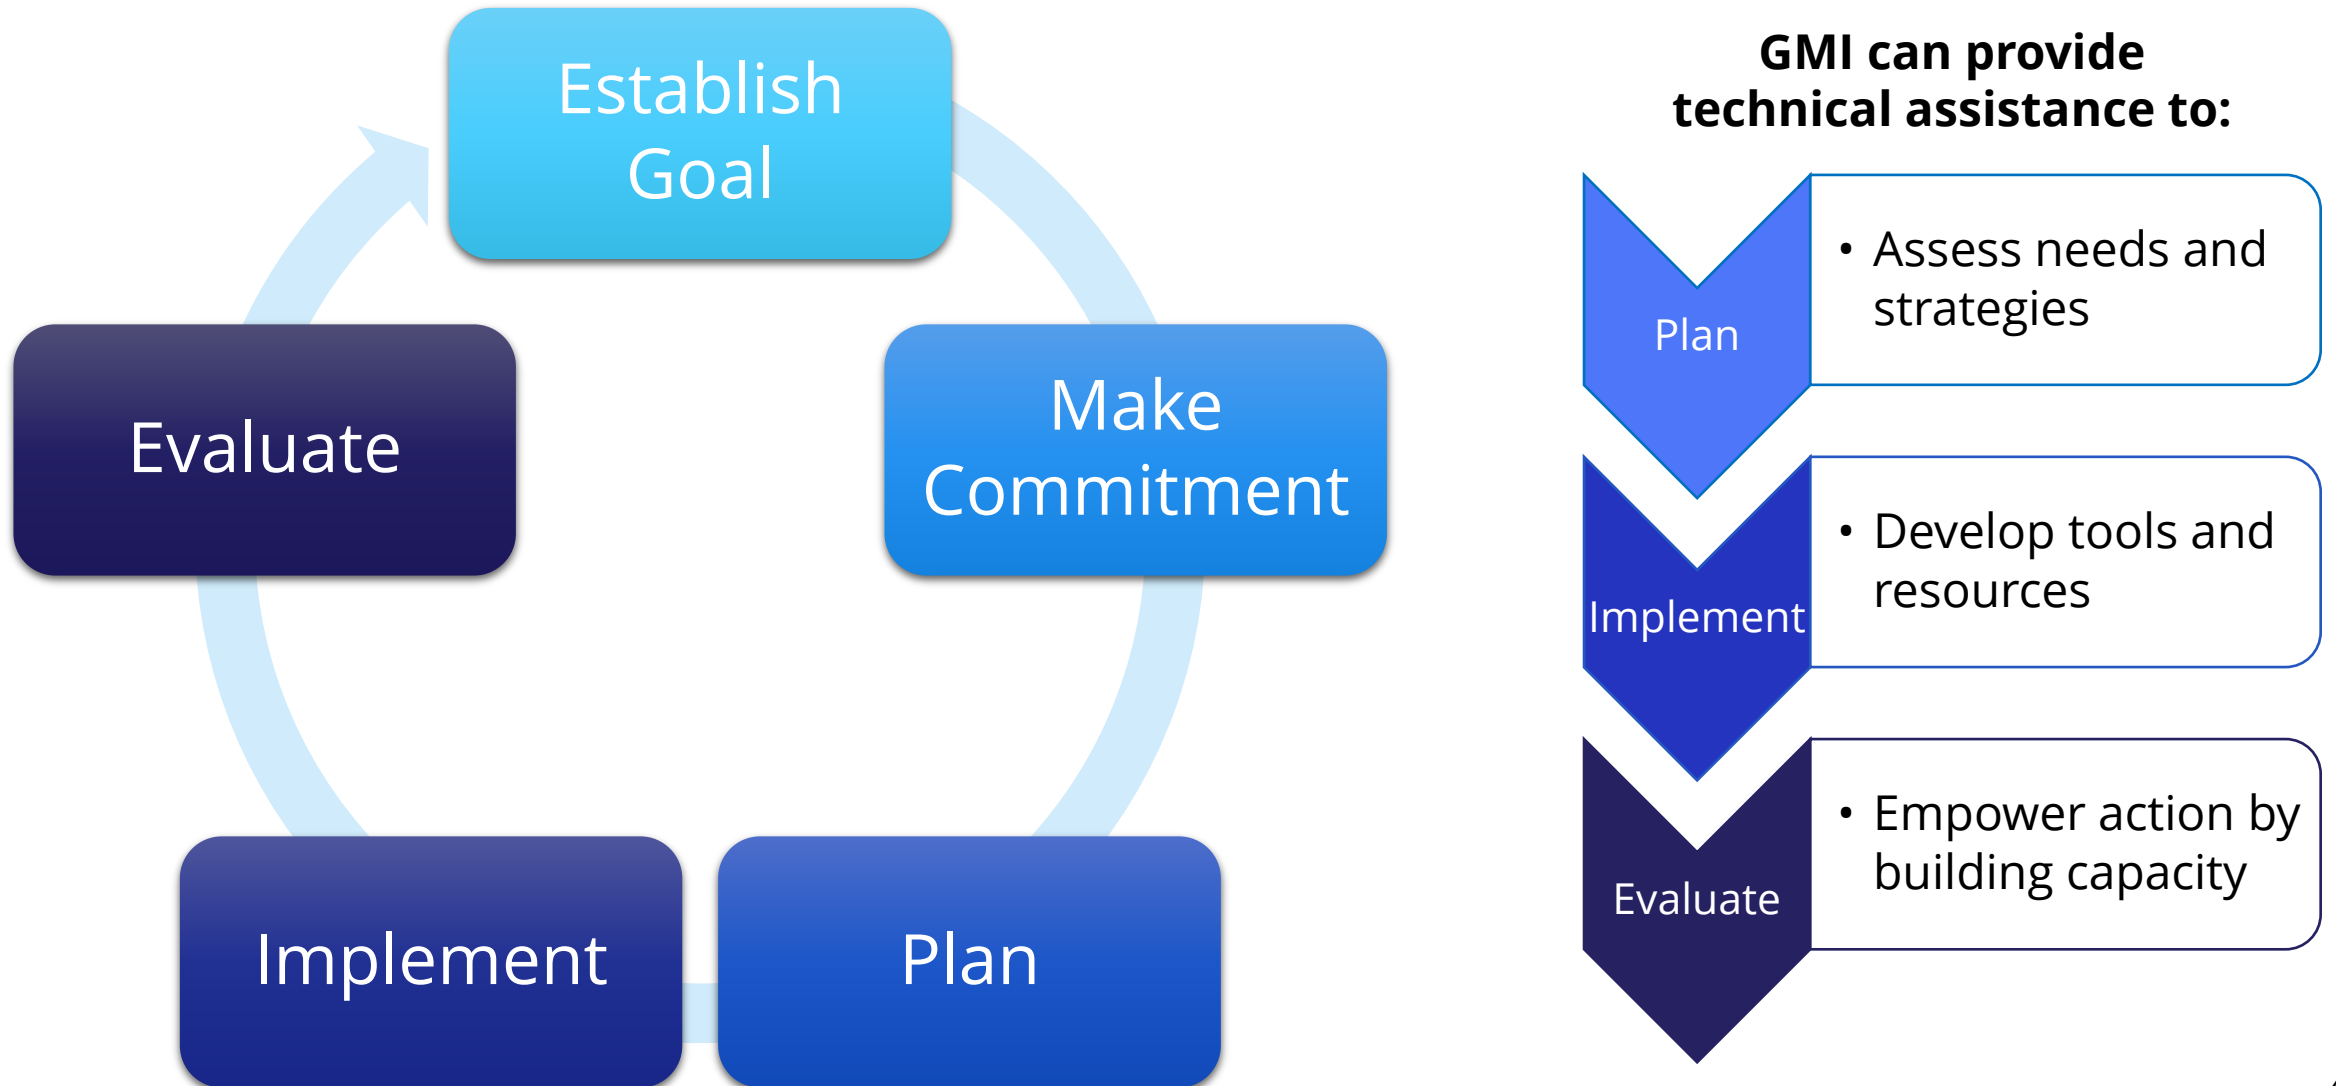 Establish
Goal
Make
Commitment
Plan
Implement
Evaluate
GMI can provide
technical assistance to:
Plan
• Assess needs and
strategies
Implement
• Develop tools and
resources
Evaluate
• Empower action by
building capacity